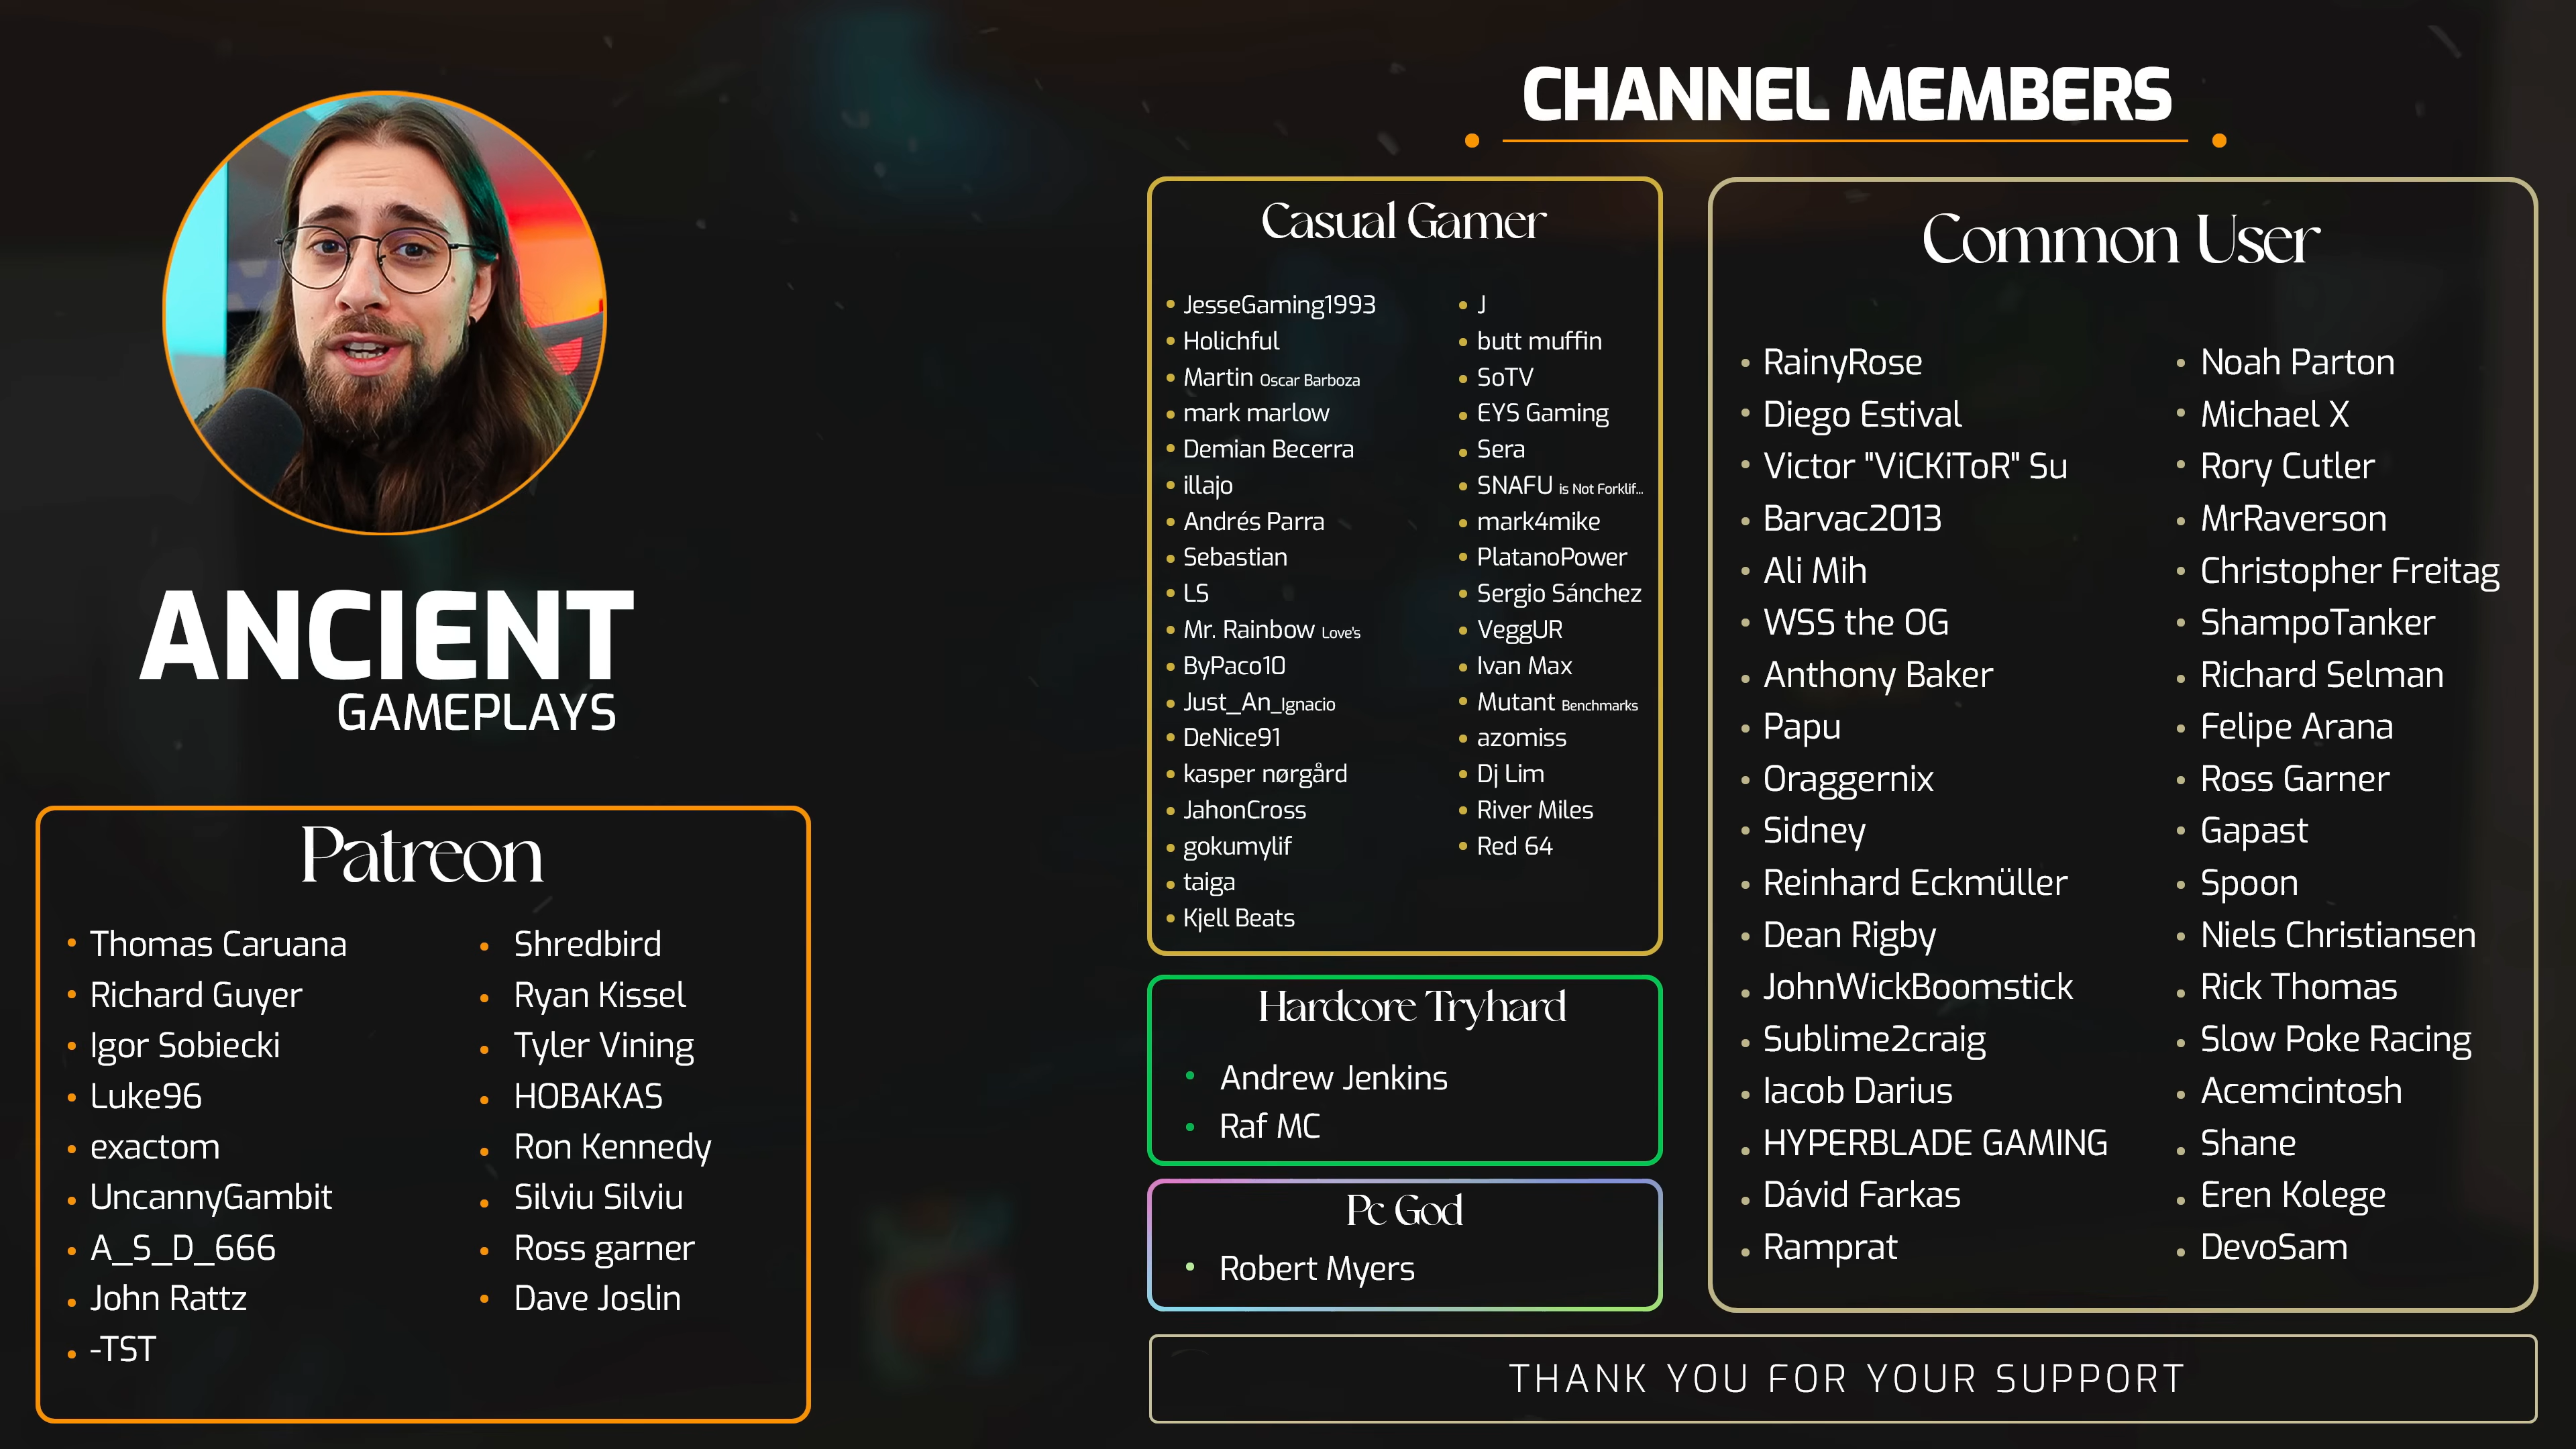 ANCIENT
GAMEPLAYS
Patreon
Thomas Caruana
Richard Guyer
Igor Sobiecki
Luke96
exactom
UncannyGambit
A_S_D_666
John Rattz
-TST
Shredbird
Ryan Kissel
Tyler Vining
HOBAKAS
Ron Kennedy
Silviu Silviu
Ross garner
Dave Joslin
CHANNEL MEMBERS
Casual Gamer
JesseGaming1993
Holichful
Martin Oscar Barboza
mark marlow
Demian Becerra
illajo
Andrés Parra
Sebastian
LS
Mr. Rainbow Love's
ByPaco10
Just_An_Ignacio
DeNice91
kasper nørgård
JahonCross
gokumylif
taiga
Kjell Beats
J
butt muffin
SoTV
EYS Gaming
Sera
SNAFU is Not Forklif...
mark4mike
PlatanoPower
Sergio Sánchez
VeggUR
Ivan Max
Mutant Benchmarks
azomiss
Dj Lim
River Miles
Red 64
Hardcore Tryhard
Andrew Jenkins
Raf MC
Pc God
Robert Myers
Common User
RainyRose
Diego Estival
Victor "ViCKiToR" Su
Barvac2013
Ali Mih
WSS the OG
Anthony Baker
Papu
Oraggernix
Sidney
Reinhard Eckmüller
Dean Rigby
JohnWickBoomstick
Sublime2craig
Iacob Darius
HYPERBLADE GAMING
Dávid Farkas
Ramprat
Noah Parton
Michael X
Rory Cutler
MrRaverson
Christopher Freitag
ShampoTanker
Richard Selman
Felipe Arana
Ross Garner
Gapast
Spoon
Niels Christiansen
Rick Thomas
Slow Poke Racing
Acemcintosh
Shane
Eren Kolege
DevoSam
THANK YOU FOR YOUR SUPPORT